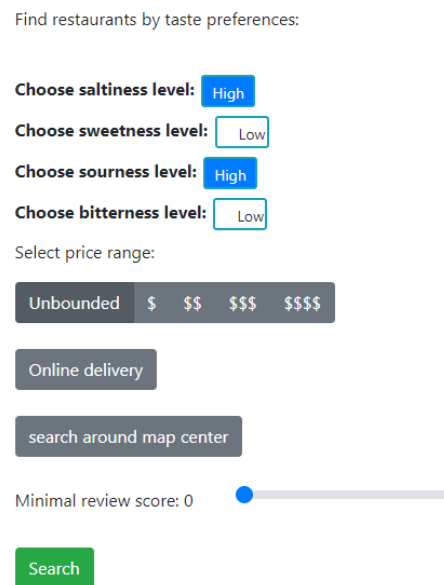 Find restaurants by taste preferences:
Choose saltiness level: High
Choose sweetness level: Low
Choose sourness level: High
Choose bitterness level: Low
Select price range:
Unbounded $ $$ $$$ $$$$
Online delivery
search around map center
Minimal review score: 0
Search